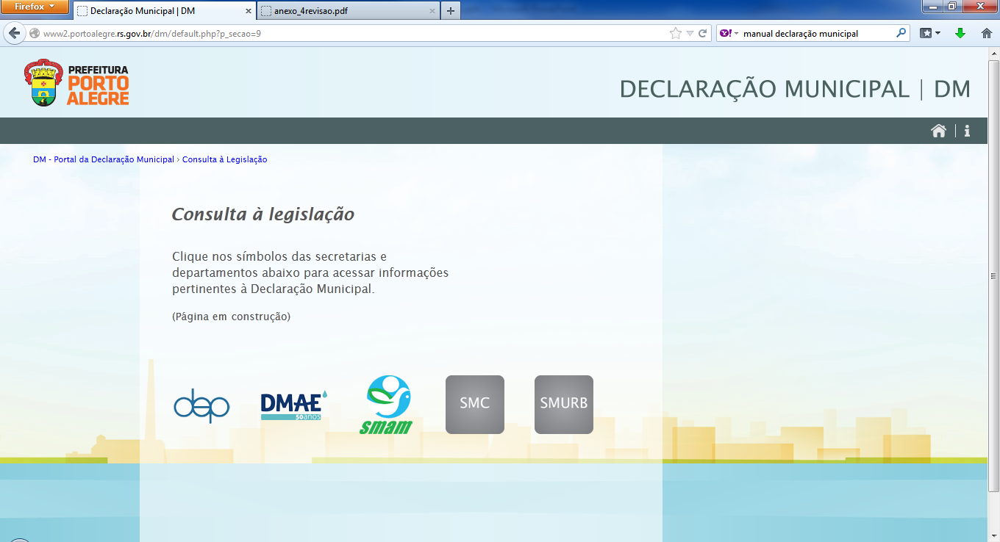 Firefox
Declaração Municipal | DM
anexo_4revisao.pdf
www2.portoalegre.rs.gov.br/dm/default.php?p_secao=9
manual declaração municipal
PREFEITURA
PORTO
ALEGRE
DECLARAÇÃO MUNICIPAL | DM
DM - Portal da Declaração Municipal › Consulta à Legislação
Consulta à legislação
Clique nos símbolos das secretarias e
departamentos abaixo para acessar informações
pertinentes à Declaração Municipal.
(Página em construção)
dep
DMAE
50anos
smam
SMC
SMURB